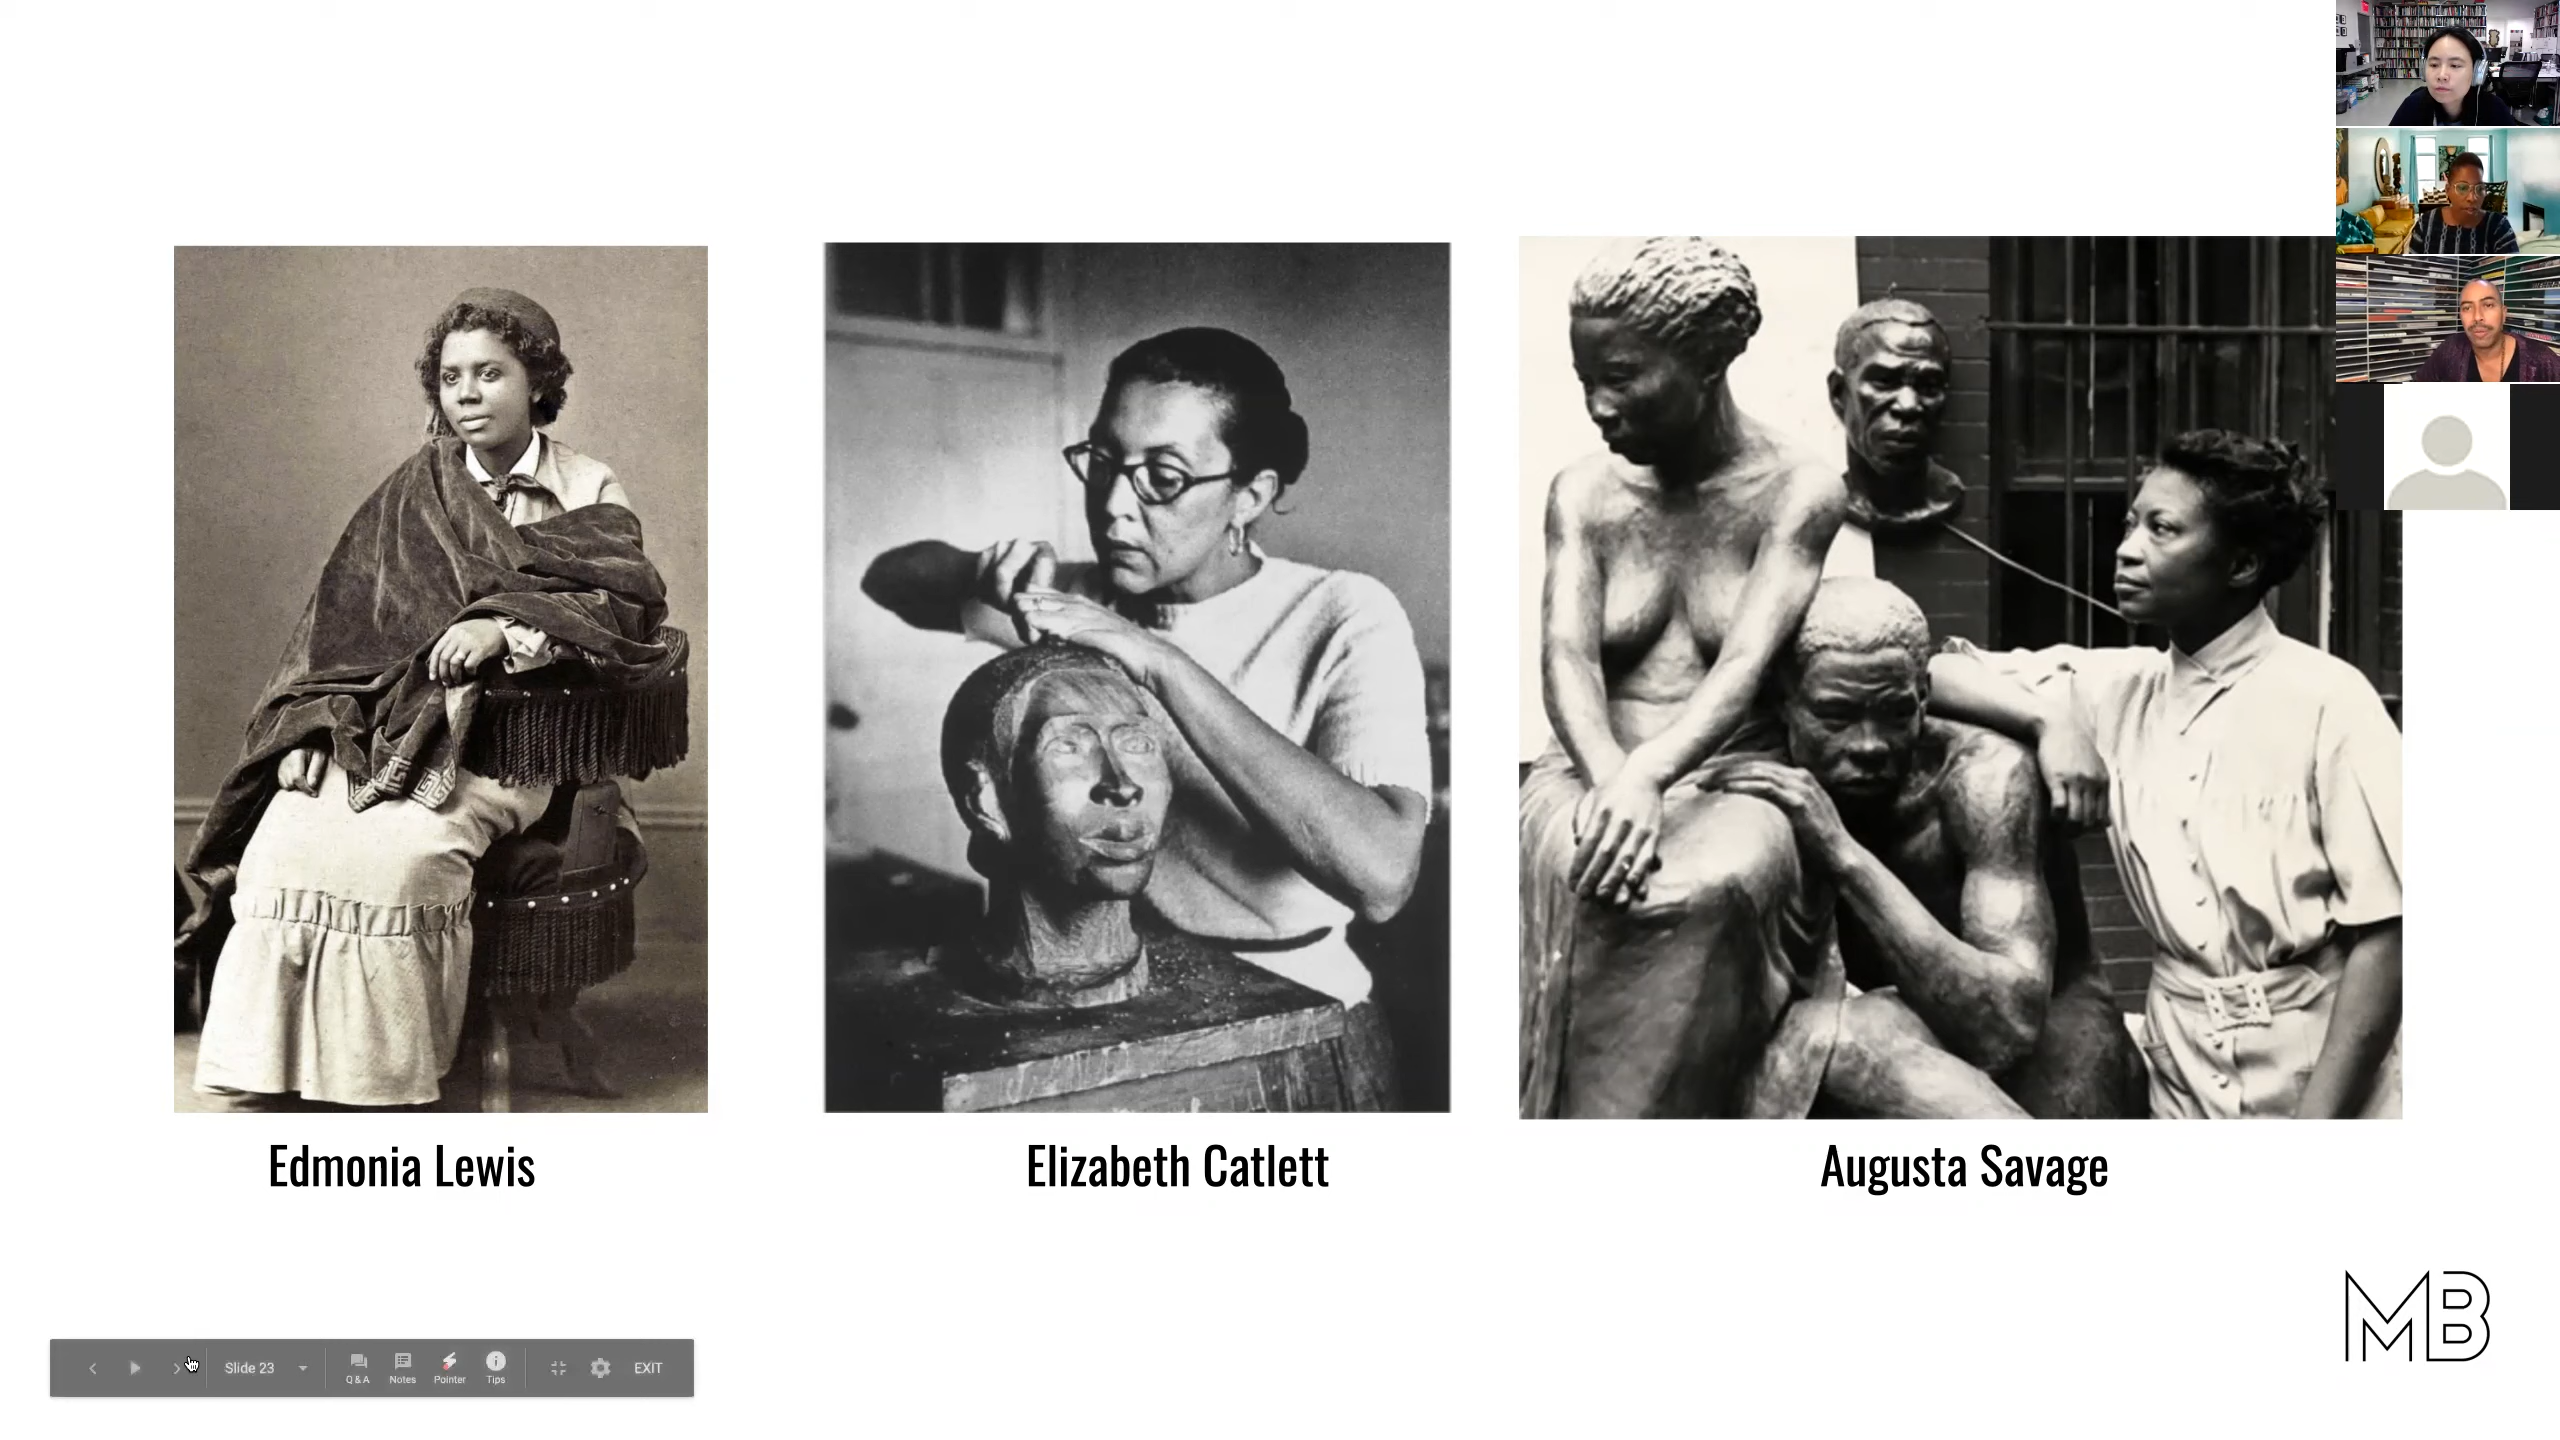 Edmonia Lewis
Elizabeth Catlett
Augusta Savage
MB
Slide 23
Q & A
Notes
Pointer
Tips
EXIT